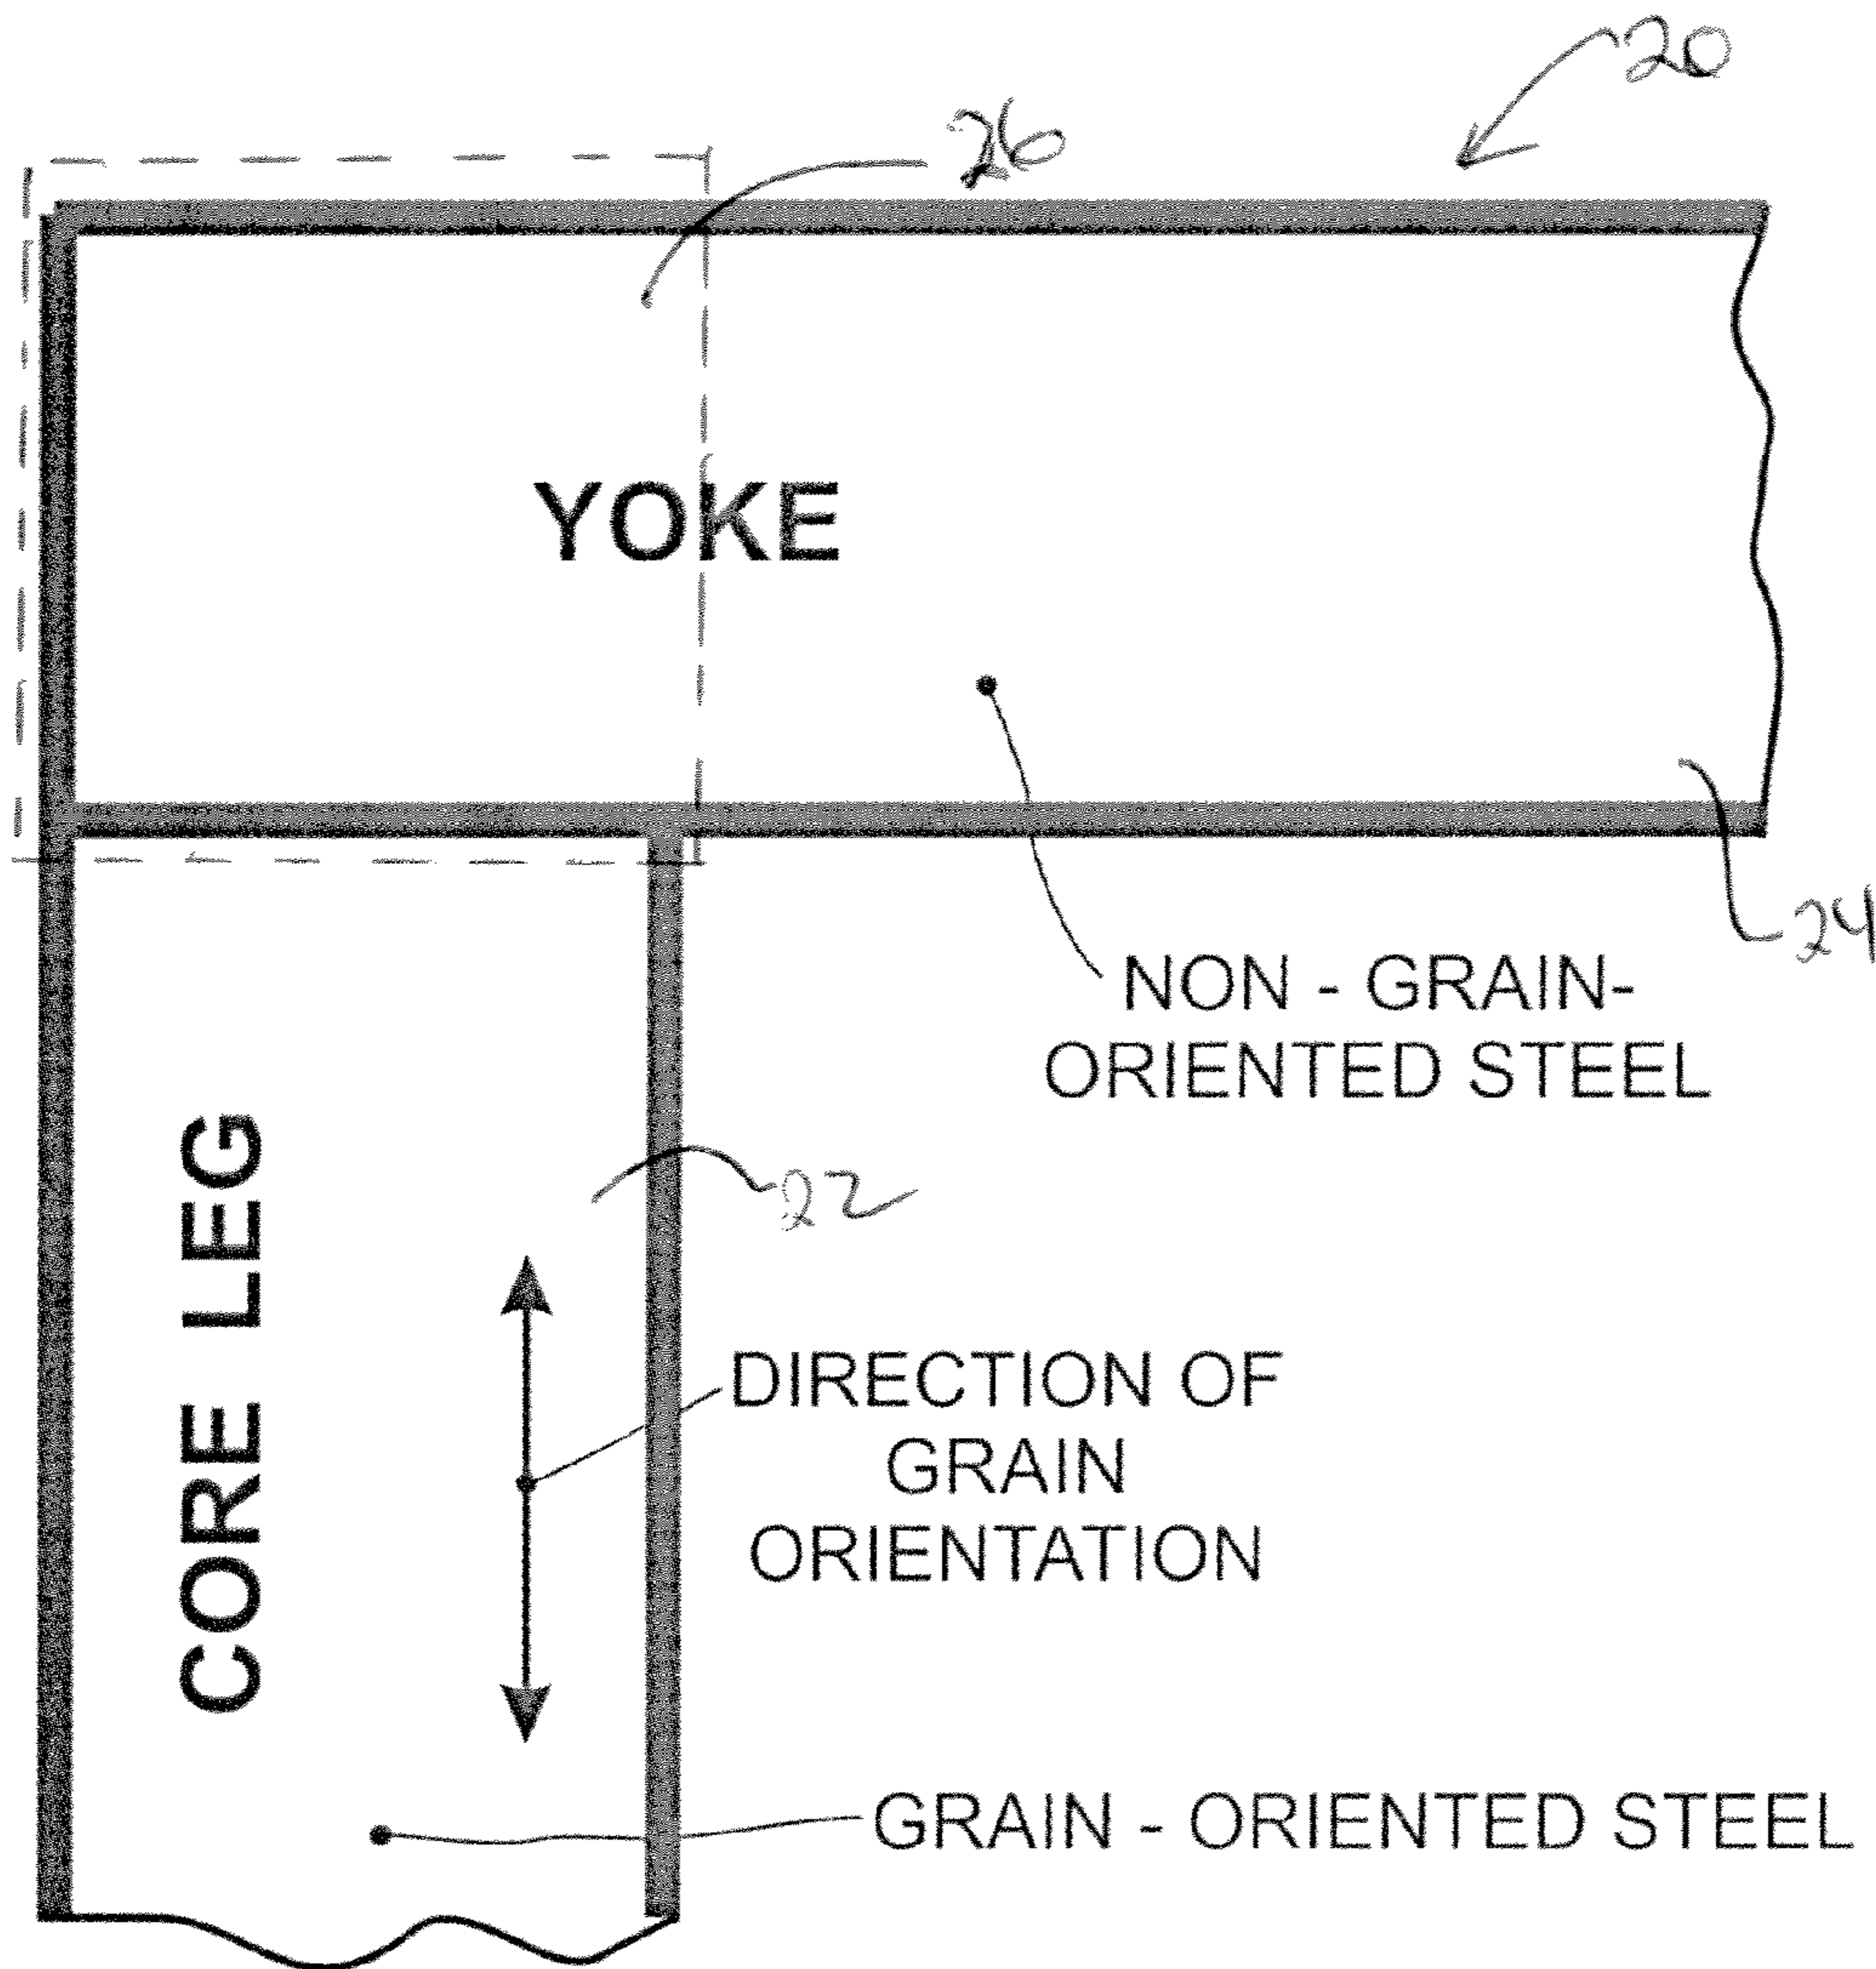 20
26
YOKE
24
NON - GRAIN-
ORIENTED STEEL
CORE LEG
22
DIRECTION OF
GRAIN
ORIENTATION
GRAIN - ORIENTED STEEL